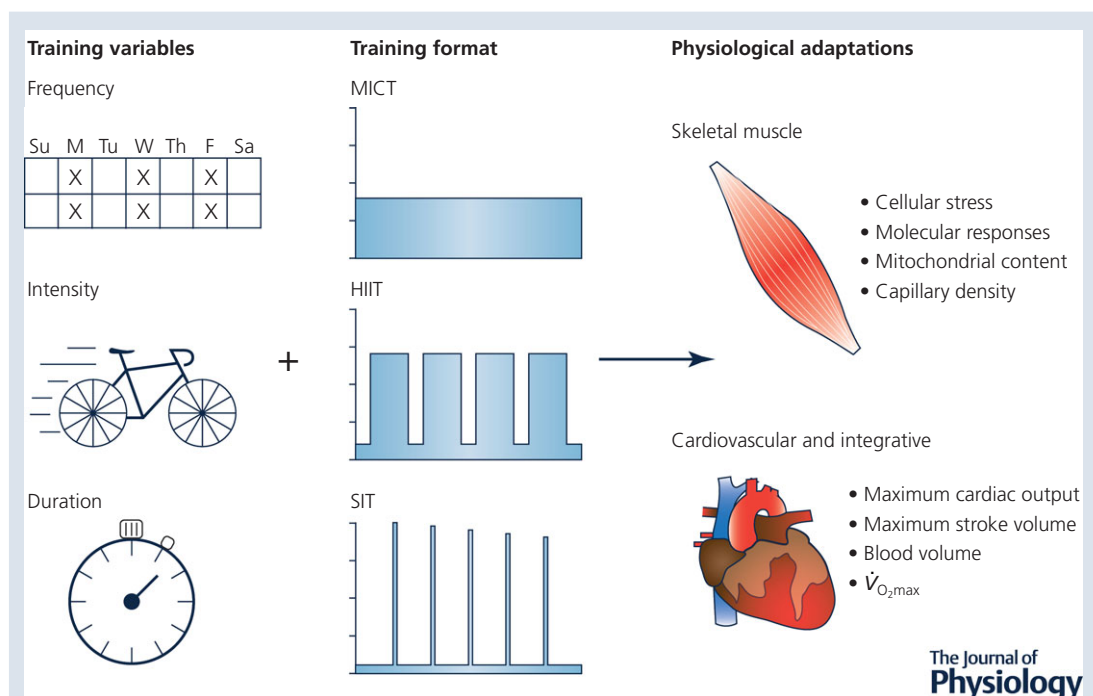 Training variables
Frequency
Su M Tu W Th F Sa
X X X
X X X
Intensity
Duration
+
Training format
MICT
HIIT
SIT
Physiological adaptations
Skeletal muscle
• Cellular stress
• Molecular responses
• Mitochondrial content
• Capillary density
Cardiovascular and integrative
• Maximum cardiac output
• Maximum stroke volume
• Blood volume
• V̇O₂max
The Journal of
Physiology